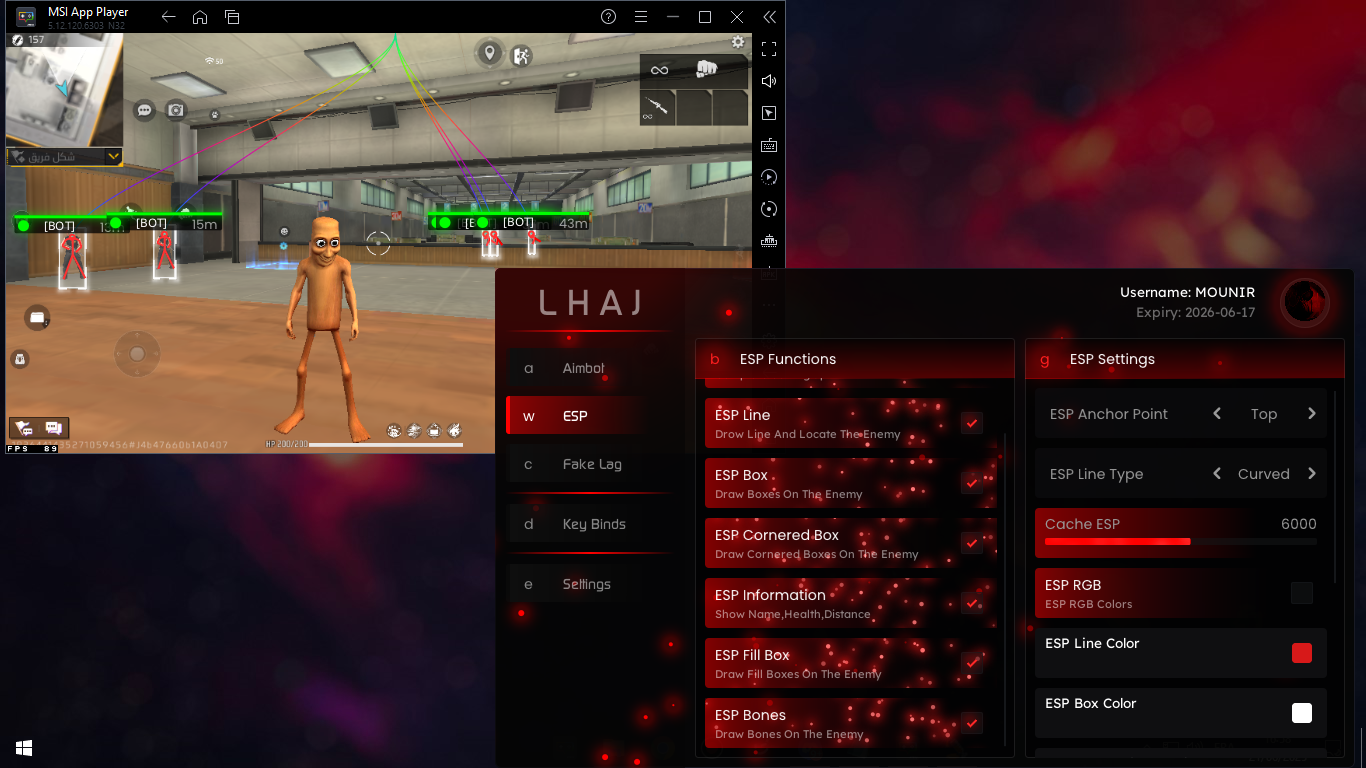 MSI App Player
5.12.120.6303 N32
157
شكل فريق
[BOT]
[BOT]
15m
[BOT]
43m
HP 200/200
FPS 89
LHAJ
Username: MOUNIR
Expiry: 2026-06-17
a Aimbot
w ESP
c Fake Lag
d Key Binds
e Settings
b ESP Functions
ESP Line
Drow Line And Locate The Enemy
ESP Box
Draw Boxes On The Enemy
ESP Cornered Box
Draw Cornered Boxes On The Enemy
ESP Information
Show Name,Health,Distance
ESP Fill Box
Draw Fill Boxes On The Enemy
ESP Bones
Draw Bones On The Enemy
g ESP Settings
ESP Anchor Point
Top
ESP Line Type
Curved
Cache ESP
6000
ESP RGB
ESP RGB Colors
ESP Line Color
ESP Box Color